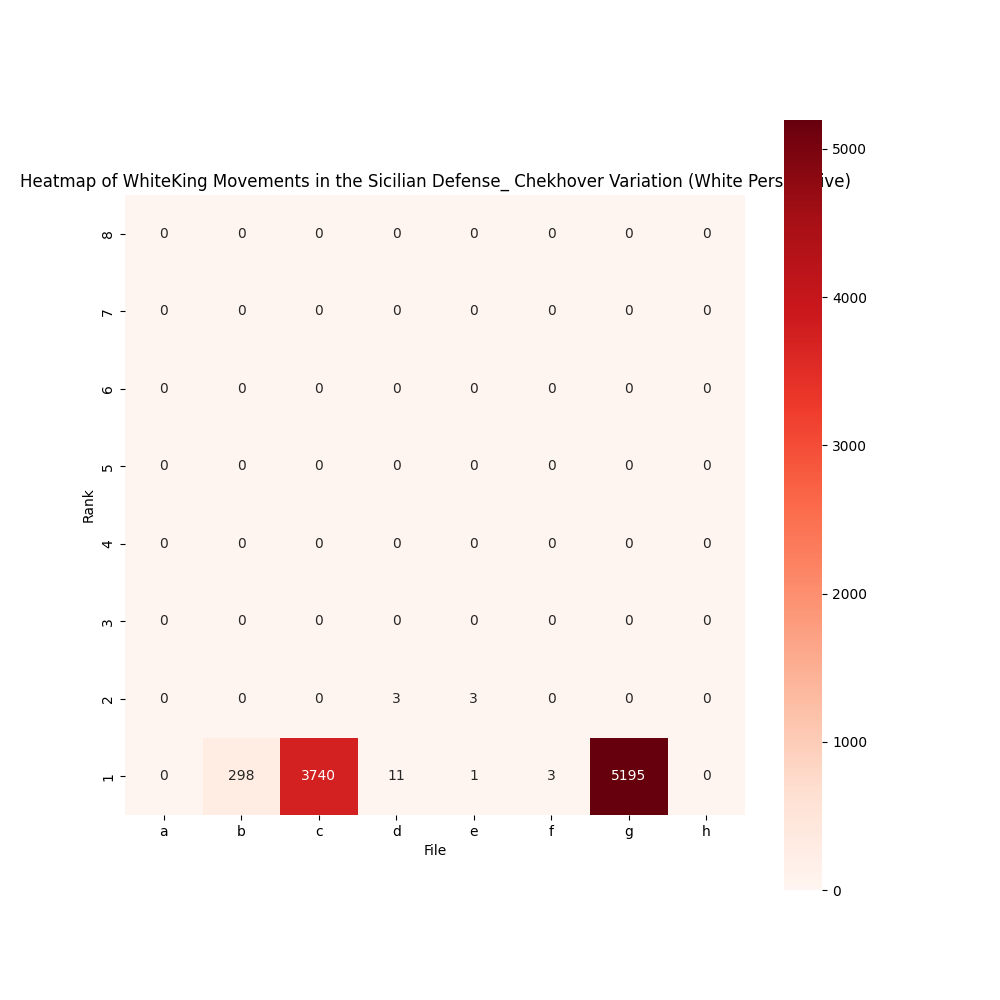 Heatmap of WhiteKing Movements in the Sicilian Defense_ Chekhover Variation (White Pers ive)
8 0 0 0 0 0 0 0 0
7 0 0 0 0 0 0 0 0
6 0 0 0 0 0 0 0 0
5 0 0 0 0 0 0 0 0
4 0 0 0 0 0 0 0 0
3 0 0 0 0 0 0 0 0
2 0 0 0 3 3 0 0 0
1 0 298 3740 11 1 3 5195 0
a b c d e f g h
File
Rank
5000
4000
3000
2000
1000
0